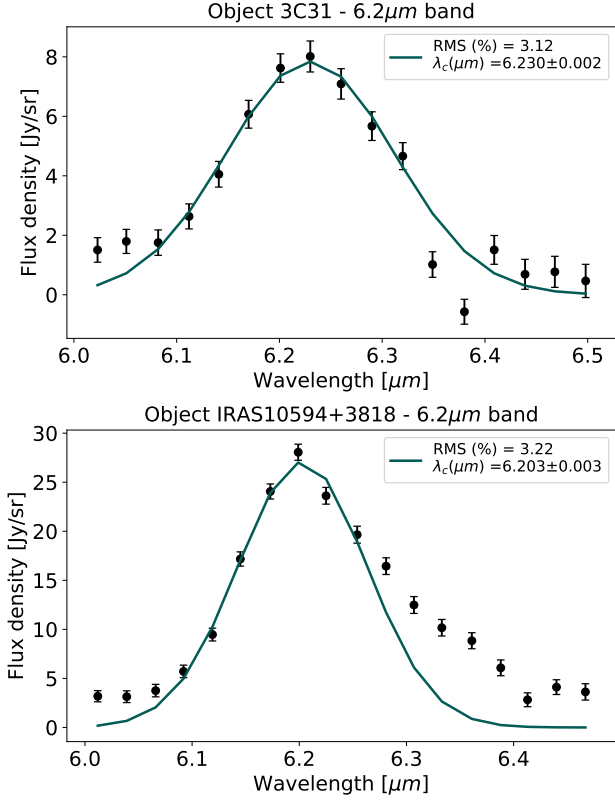 Object 3C31 - 6.2μm band
RMS (%) = 3.12
λc(μm) =6.230±0.002
Flux density [Jy/sr]
8
6
4
2
0
6.0 6.1 6.2 6.3 6.4 6.5
Wavelength [μm]
Object IRAS10594+3818 - 6.2μm band
RMS (%) = 3.22
λc(μm) =6.203±0.003
Flux density [Jy/sr]
30
25
20
15
10
5
0
6.0 6.1 6.2 6.3 6.4
Wavelength [μm]